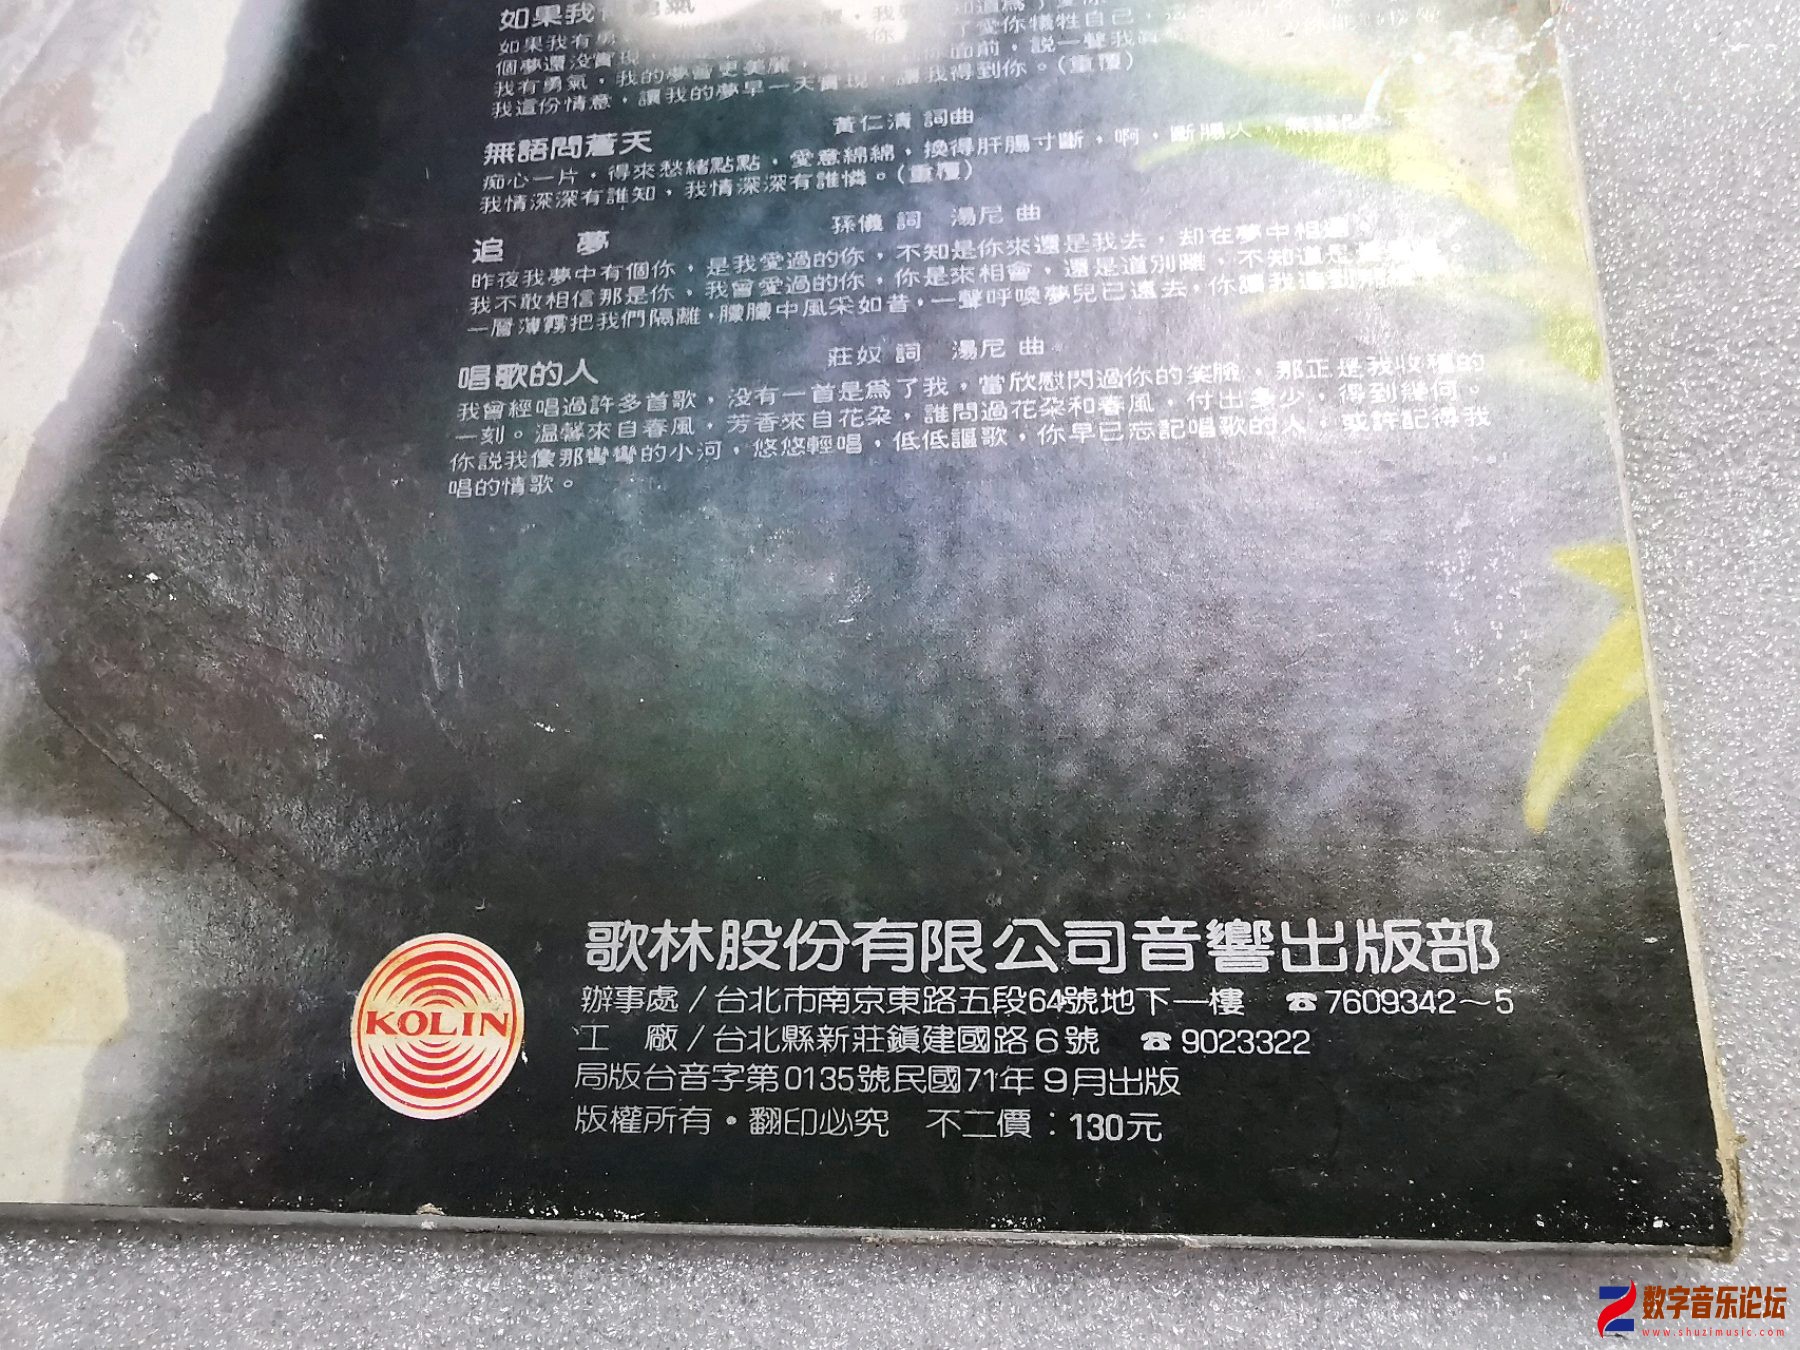 如果我有勇氣
個夢還沒實現
我有勇氣，我的夢會更美麗
我這份情意，讓我的夢早一天實現，讓我得到你。(重覆)
無語問蒼天 黃仁清 詞曲
痴心一片，得來愁緒點點，愛意綿綿，換得肝腸寸斷，啊，斷腸人
我情深深有誰知，我情深深有誰憐。(重覆)
追 夢 孫儀 詞 湯尼 曲
昨夜我夢中有個你，是我愛過的你，不知是你來還是我去，却在夢中相遇
我不敢相信那是你，我曾愛過的你，你是來相會，還是道別離，不知道是
一層薄霧把我們隔離，朦朧中風采如昔，一聲呼喚夢兒已遠去，你讓我
唱歌的人 莊奴 詞 湯尼 曲
我曾經唱過許多首歌，没有一首是為了我，當欣慰閃過你的笑臉，那正是我收穫的
一刻。温馨來自春風，芳香來自花朵，誰問過花朵和春風，付出多少，得到幾何。
你説我像那彎彎的小河，悠悠輕唱，低低謳歌，你早已忘記唱歌的人，或許記得我
唱的情歌。
KOLIN
歌林股份有限公司音響出版部
辦事處/台北市南京東路五段64號地下一樓 ☎7609342～5
工 廠/台北縣新莊鎮建國路6號 ☎9023322
局版台音字第0135號民國71年9月出版
版權所有・翻印必究 不二價：130元
数字音乐论坛
www.shuzimusic.com